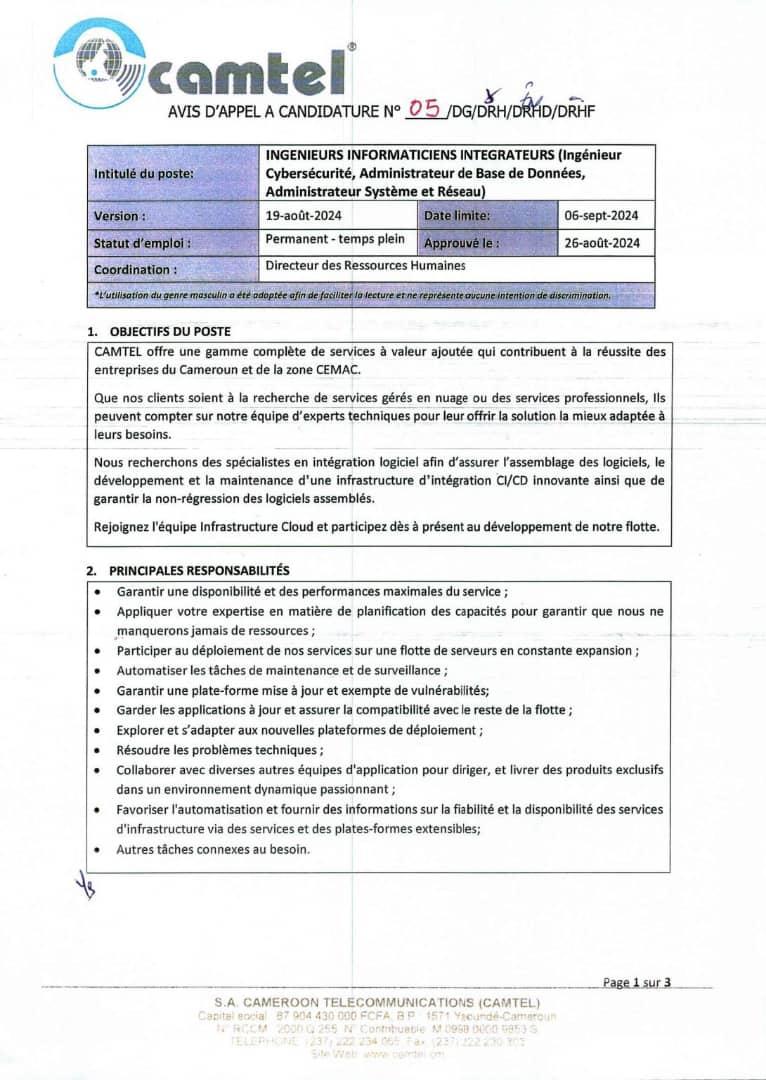 camtel®
AVIS D'APPEL A CANDIDATURE N° 05 /DG/DRH/DRHD/DRHF
Intitulé du poste:
INGENIEURS INFORMATICIENS INTEGRATEURS (Ingénieur
Cybersécurité, Administrateur de Base de Données,
Administrateur Système et Réseau)
Version : 19-août-2024 Date limite: 06-sept-2024
Statut d'emploi : Permanent - temps plein Approuvé le : 26-août-2024
Coordination : Directeur des Ressources Humaines
*L'utilisation du genre masculin a été adoptée afin de faciliter la lecture et ne représente aucune intention de discrimination.
1. OBJECTIFS DU POSTE
CAMTEL offre une gamme complète de services à valeur ajoutée qui contribuent à la réussite des
entreprises du Cameroun et de la zone CEMAC.
Que nos clients soient à la recherche de services gérés en nuage ou des services professionnels, Ils
peuvent compter sur notre équipe d'experts techniques pour leur offrir la solution la mieux adaptée à
leurs besoins.
Nous recherchons des spécialistes en intégration logiciel afin d'assurer l'assemblage des logiciels, le
développement et la maintenance d'une infrastructure d'intégration CI/CD innovante ainsi que de
garantir la non-régression des logiciels assemblés.
Rejoignez l'équipe Infrastructure Cloud et participez dès à présent au développement de notre flotte.
2. PRINCIPALES RESPONSABILITÉS
• Garantir une disponibilité et des performances maximales du service ;
• Appliquer votre expertise en matière de planification des capacités pour garantir que nous ne
manquerons jamais de ressources ;
• Participer au déploiement de nos services sur une flotte de serveurs en constante expansion ;
• Automatiser les tâches de maintenance et de surveillance ;
• Garantir une plate-forme mise à jour et exempte de vulnérabilités;
• Garder les applications à jour et assurer la compatibilité avec le reste de la flotte ;
• Explorer et s'adapter aux nouvelles plateformes de déploiement ;
• Résoudre les problèmes techniques ;
• Collaborer avec diverses autres équipes d'application pour diriger, et livrer des produits exclusifs
dans un environnement dynamique passionnant ;
• Favoriser l'automatisation et fournir des informations sur la fiabilité et la disponibilité des services
d'infrastructure via des services et des plates-formes extensibles;
• Autres tâches connexes au besoin.
Page 1 sur 3
S.A. CAMEROON TELECOMMUNICATIONS (CAMTEL)
Capital social 87 904 430 000 FCFA, B.P. 1571 Yaoundé-Cameroun
N° RCCM 2000 G 255 N° Contribuable M 0998 0000 9853 S
TELEPHONE (237) 222 234 065 Fax (237) 222 230 303
Site Web www.camtel.cm